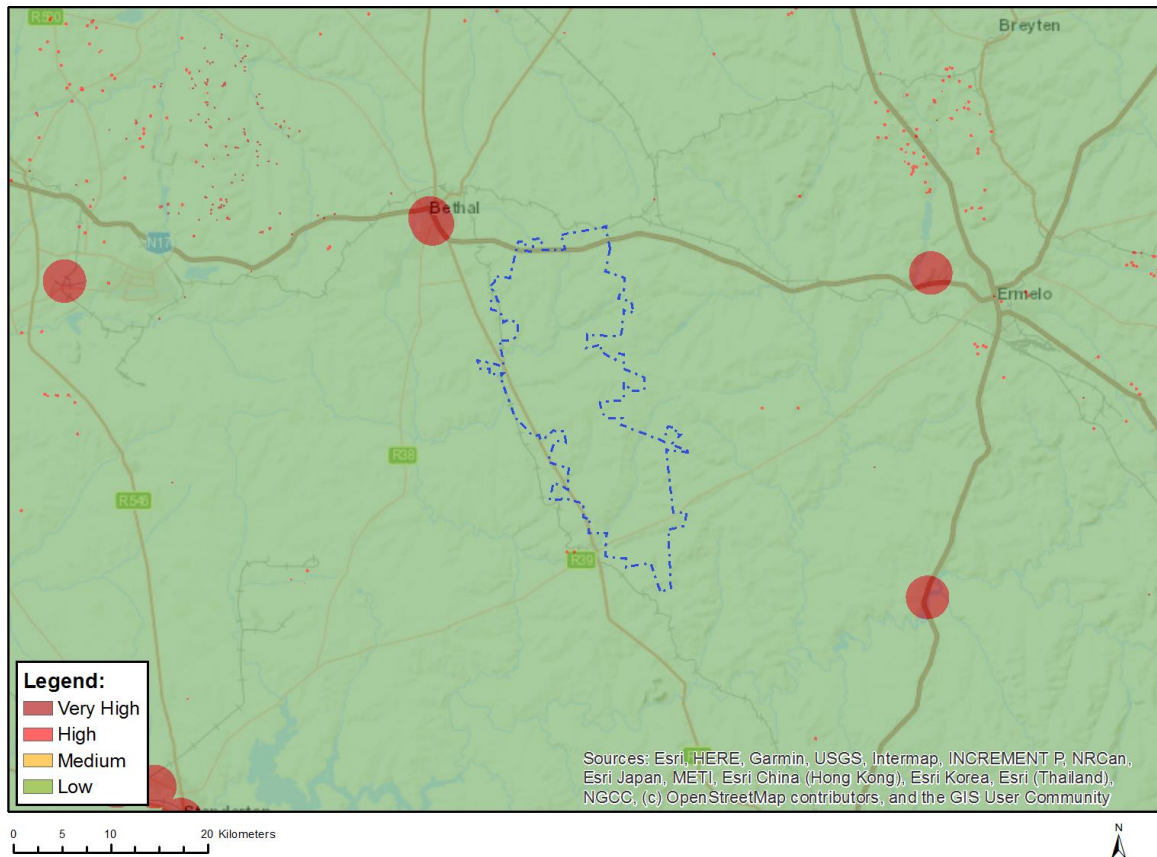 R580
Breyten
Bethal
N17
Ermelo
R38
R546
R39
Legend:
Very High
High
Medium
Low
Standerton
Sources: Esri, HERE, Garmin, USGS, Intermap, INCREMENT P, NRCan,
Esri Japan, METI, Esri China (Hong Kong), Esri Korea, Esri (Thailand),
NGCC, (c) OpenStreetMap contributors, and the GIS User Community
0 5 10 20 Kilometers
N